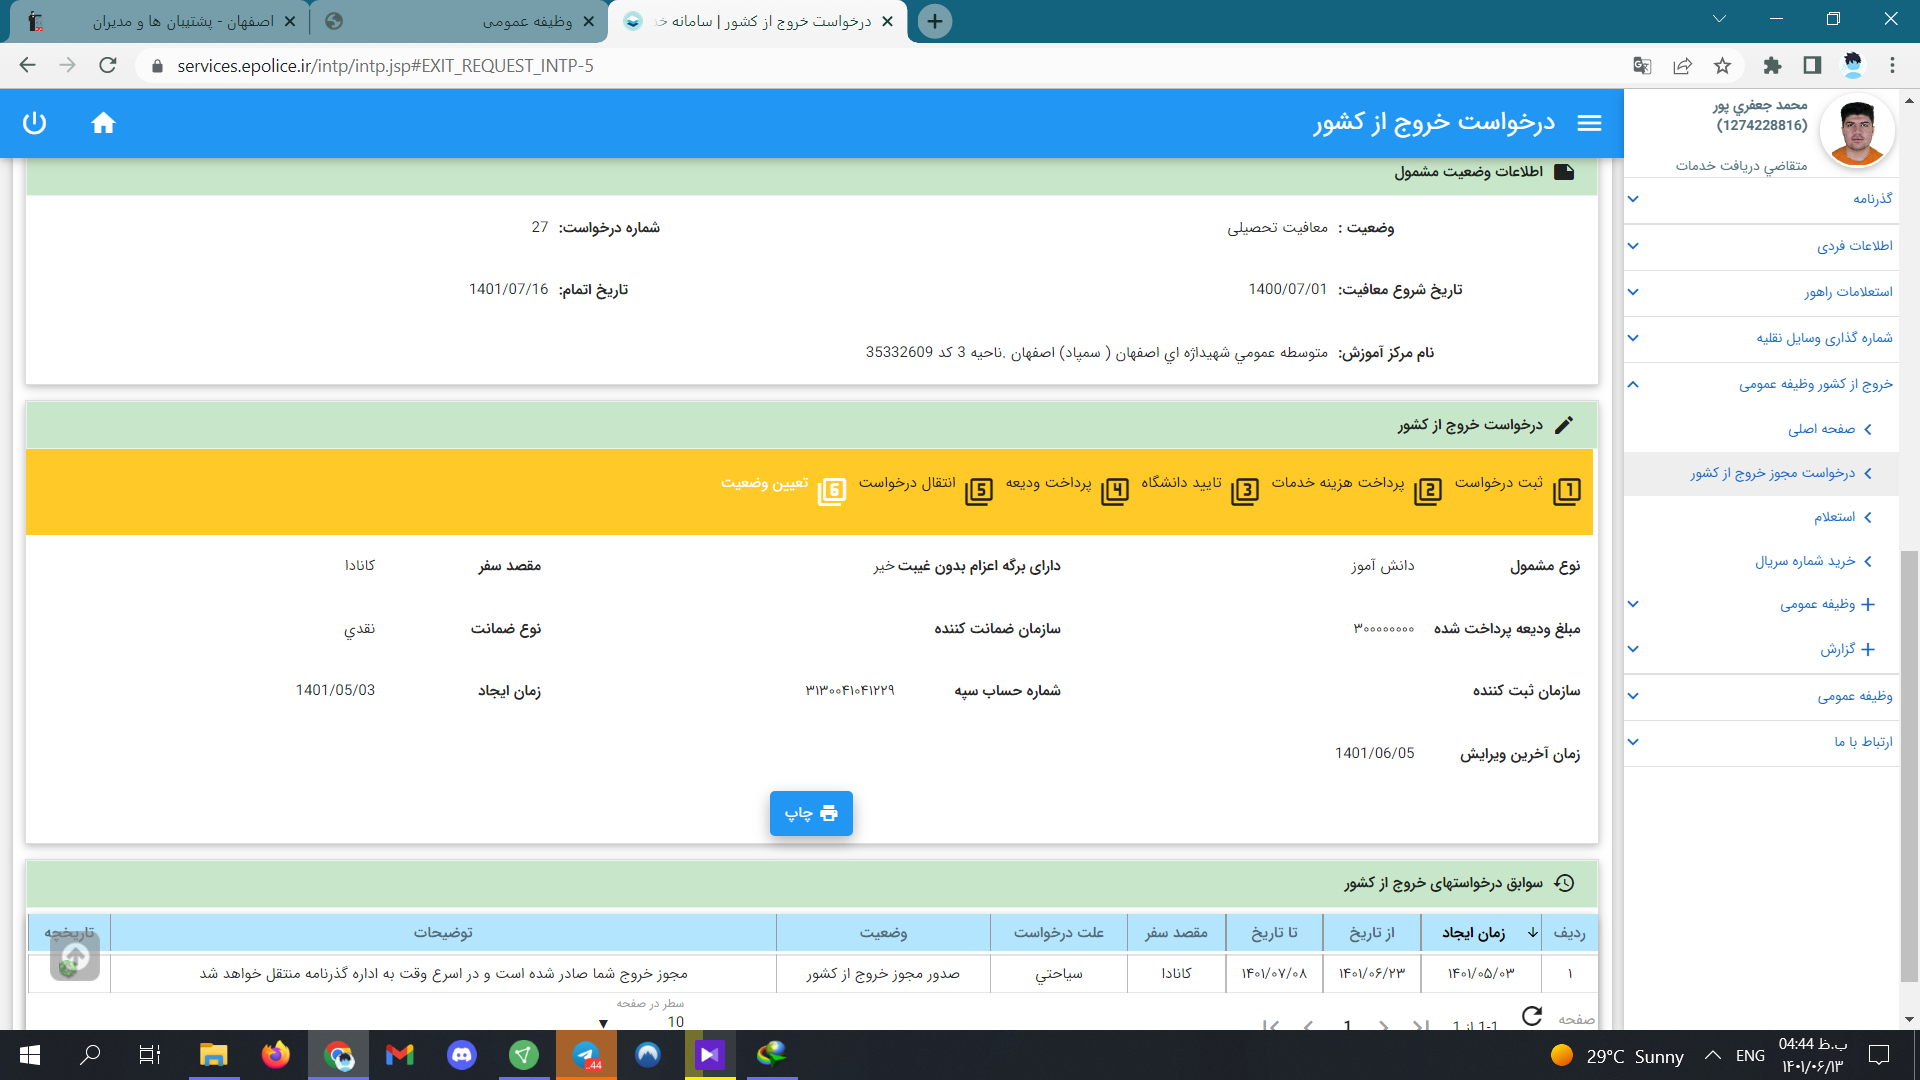 اصفهان - پشتیبان ها و مدیران
وظیفه عمومی
درخواست خروج از کشور | سامانه خد
services.epolice.ir/intp/intp.jsp#EXIT_REQUEST_INTP-5
درخواست خروج از کشور
محمد جعفري پور
(1274228816)
متقاضي دریافت خدمات
گذرنامه
اطلاعات فردی
استعلامات راهور
شماره گذاری وسایل نقلیه
خروج از کشور وظیفه عمومی
صفحه اصلی
درخواست مجوز خروج از کشور
استعلام
خرید شماره سریال
وظیفه عمومی
گزارش
وظیفه عمومی
ارتباط با ما
اطلاعات وضعیت مشمول
وضعیت : معافیت تحصیلی شماره درخواست: 27
تاریخ شروع معافیت: 1400/07/01 تاریخ اتمام: 1401/07/16
نام مرکز آموزش: متوسطه عمومي شهیداژه اي اصفهان ( سمپاد) اصفهان .ناحیه 3 کد 35332609
درخواست خروج از کشور
1 ثبت درخواست 2 پرداخت هزینه خدمات 3 تایید دانشگاه 4 پرداخت ودیعه 5 انتقال درخواست 6 تعیین وضعیت
نوع مشمول دانش آموز دارای برگه اعزام بدون غیبت خیر مقصد سفر کانادا
مبلغ ودیعه پرداخت شده ۳۰۰۰۰۰۰۰۰ سازمان ضمانت کننده نوع ضمانت نقدي
سازمان ثبت کننده شماره حساب سپه ۳۱۳۰۰۴۱۰۴۱۲۲۹ زمان ایجاد 1401/05/03
زمان آخرین ویرایش 1401/06/05
چاپ
سوابق درخواستهای خروج از کشور
ردیف زمان ایجاد از تاریخ تا تاریخ مقصد سفر علت درخواست وضعیت توضیحات تاریخچه
۱ ۱۴۰۱/۰۵/۰۳ ۱۴۰۱/۰۶/۲۳ ۱۴۰۱/۰۷/۰۸ کانادا سیاحتي صدور مجوز خروج از کشور مجوز خروج شما صادر شده است و در اسرع وقت به اداره گذرنامه منتقل خواهد شد
سطر در صفحه
10
صفحه 1-1 از 1 1
..44
29°C Sunny
ENG
04:44 ب.ظ
۱۴۰۱/۰۶/۱۳